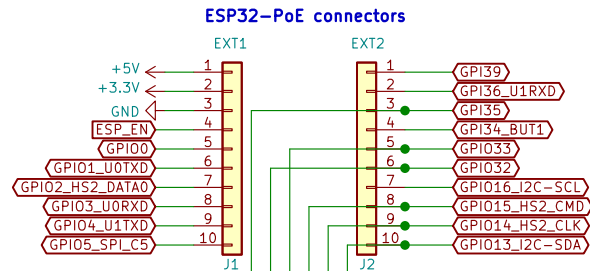 ESP32-PoE connectors
EXT1
EXT2
+5V 1
+3.3V 2
GND 3
ESP_EN 4
GPIO0 5
GPIO1_U0TXD 6
GPIO2_HS2_DATA0 7
GPIO3_U0RXD 8
GPIO4_U1TXD 9
GPIO5_SPI_C5 10
J1
1 GPI39
2 GPI36_U1RXD
3 GPI35
4 GPI34_BUT1
5 GPIO33
6 GPIO32
7 GPIO16_I2C-SCL
8 GPIO15_HS2_CMD
9 GPIO14_HS2_CLK
10 GPIO13_I2C-SDA
J2